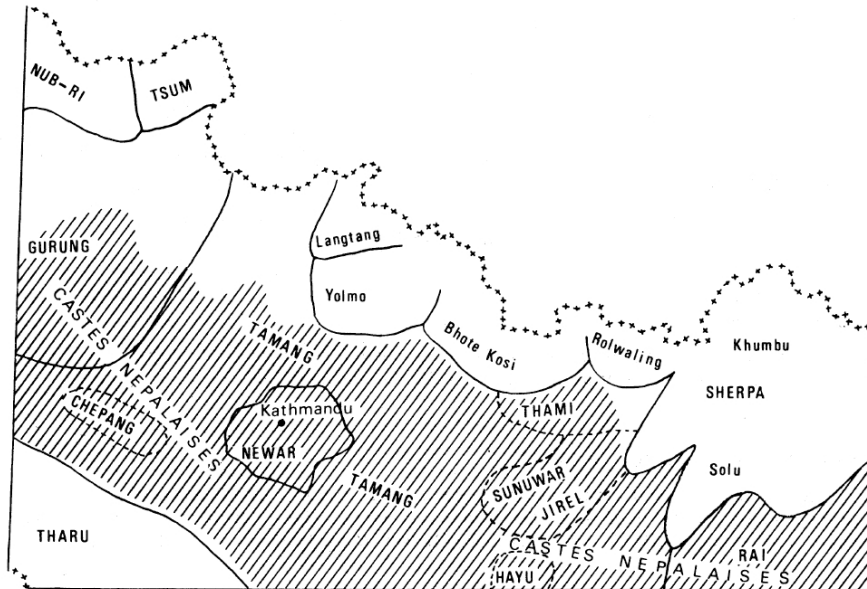 NUB-RI
TSUM
GURUNG
Langtang
Yolmo
CASTES NEPALAISES
TAMANG
Bhote Kosi
Rolwaling
Khumbu
SHERPA
CHEPANG
Kathmandu
NEWAR
THAMI
TAMANG
SUNUWAR
JIREL
Solu
THARU
CASTES NEPALAISES
RAI
HAYU